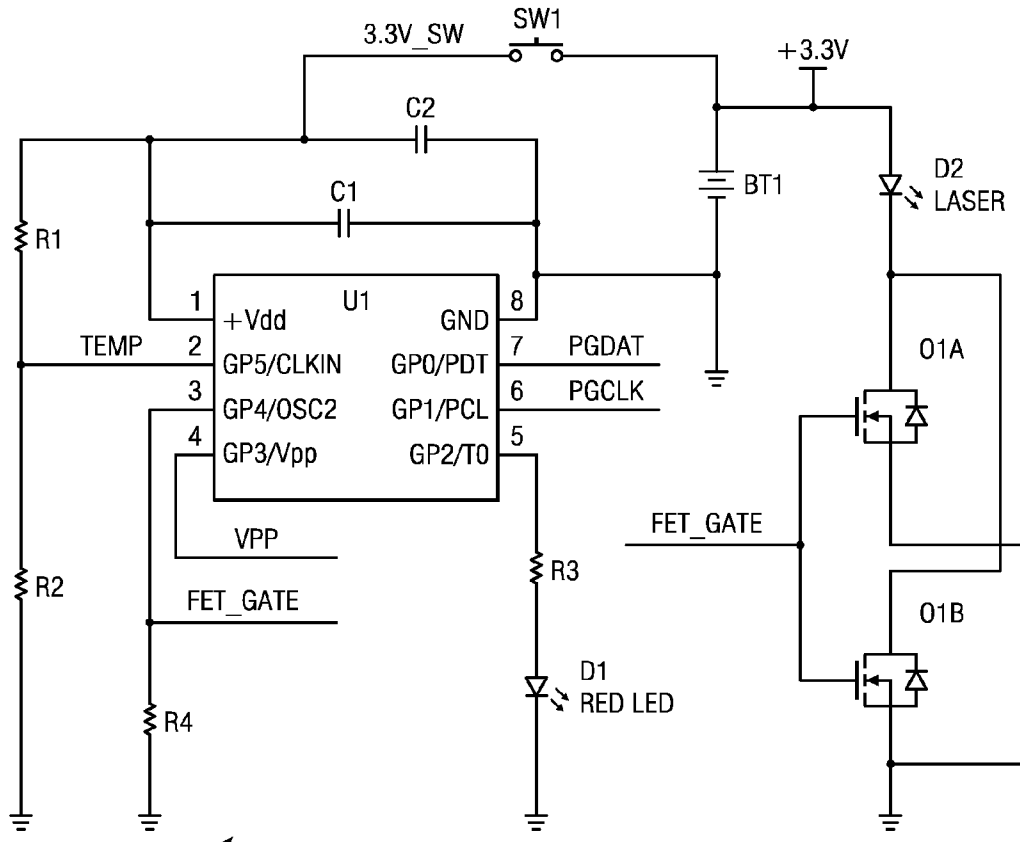 SW1
3.3V_SW
+3.3V
C2
D2
LASER
BT1
C1
R1
U1
1
+Vdd
GND
8
TEMP
2
GP5/CLKIN
GP0/PDT
7
PGDAT
3
GP4/OSC2
GP1/PCL
6
PGCLK
4
GP3/Vpp
GP2/T0
5
O1A
VPP
FET_GATE
R3
R2
FET_GATE
O1B
D1
RED LED
R4